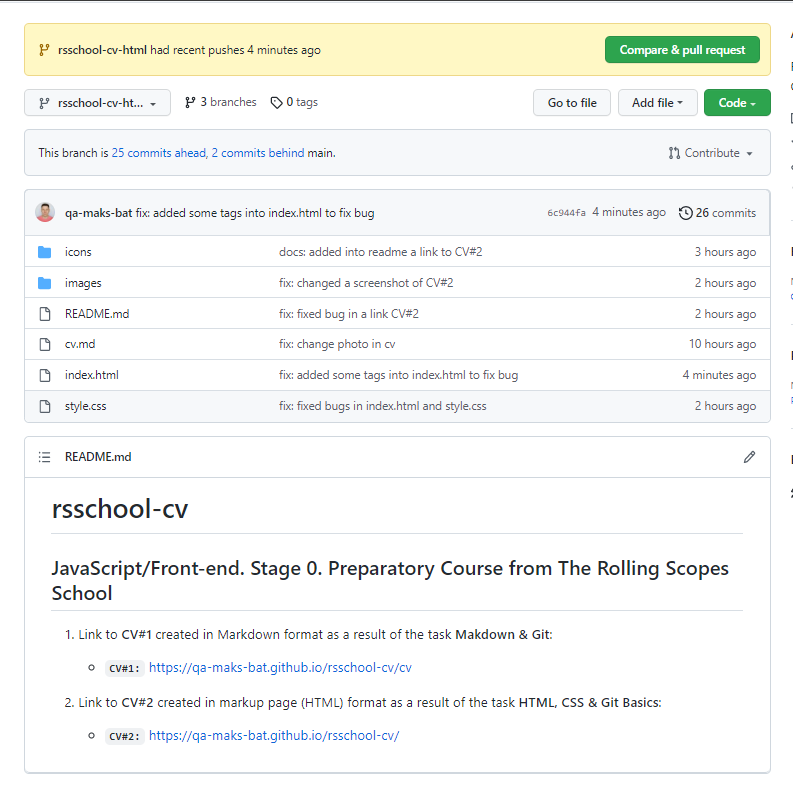 rsschool-cv-html had recent pushes 4 minutes ago
Compare & pull request
rsschool-cv-ht... 3 branches 0 tags Go to file Add file Code
This branch is 25 commits ahead, 2 commits behind main. Contribute
qa-maks-bat fix: added some tags into index.html to fix bug 6c944fa 4 minutes ago 26 commits
icons docs: added into readme a link to CV#2 3 hours ago
images fix: changed a screenshot of CV#2 2 hours ago
README.md fix: fixed bug in a link CV#2 2 hours ago
cv.md fix: change photo in cv 10 hours ago
index.html fix: added some tags into index.html to fix bug 4 minutes ago
style.css fix: fixed bugs in index.html and style.css 2 hours ago
README.md
rsschool-cv
JavaScript/Front-end. Stage 0. Preparatory Course from The Rolling Scopes
School
1. Link to CV#1 created in Markdown format as a result of the task Makdown & Git:
CV#1: https://qa-maks-bat.github.io/rsschool-cv/cv
2. Link to CV#2 created in markup page (HTML) format as a result of the task HTML, CSS & Git Basics:
CV#2: https://qa-maks-bat.github.io/rsschool-cv/